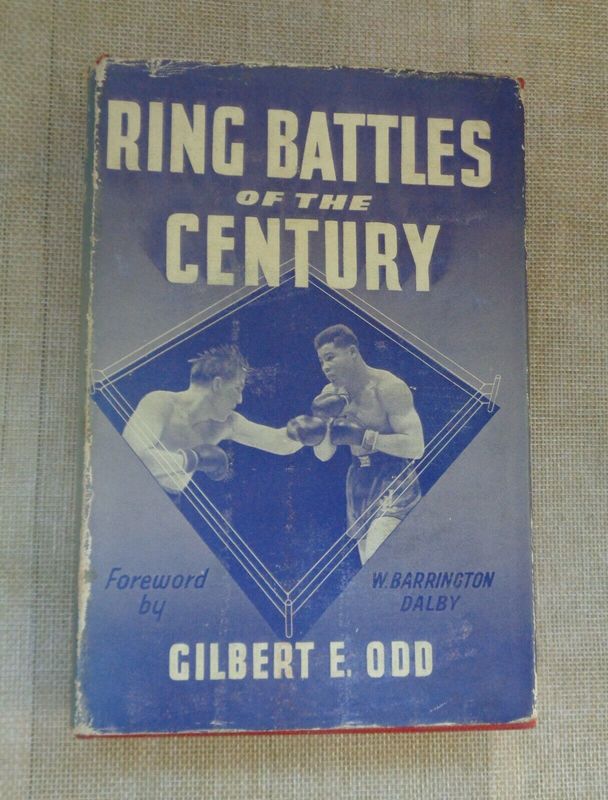 RING BATTLES
OF THE
CENTURY
Foreword
by
W. BARRINGTON
DALBY
GILBERT E. ODD